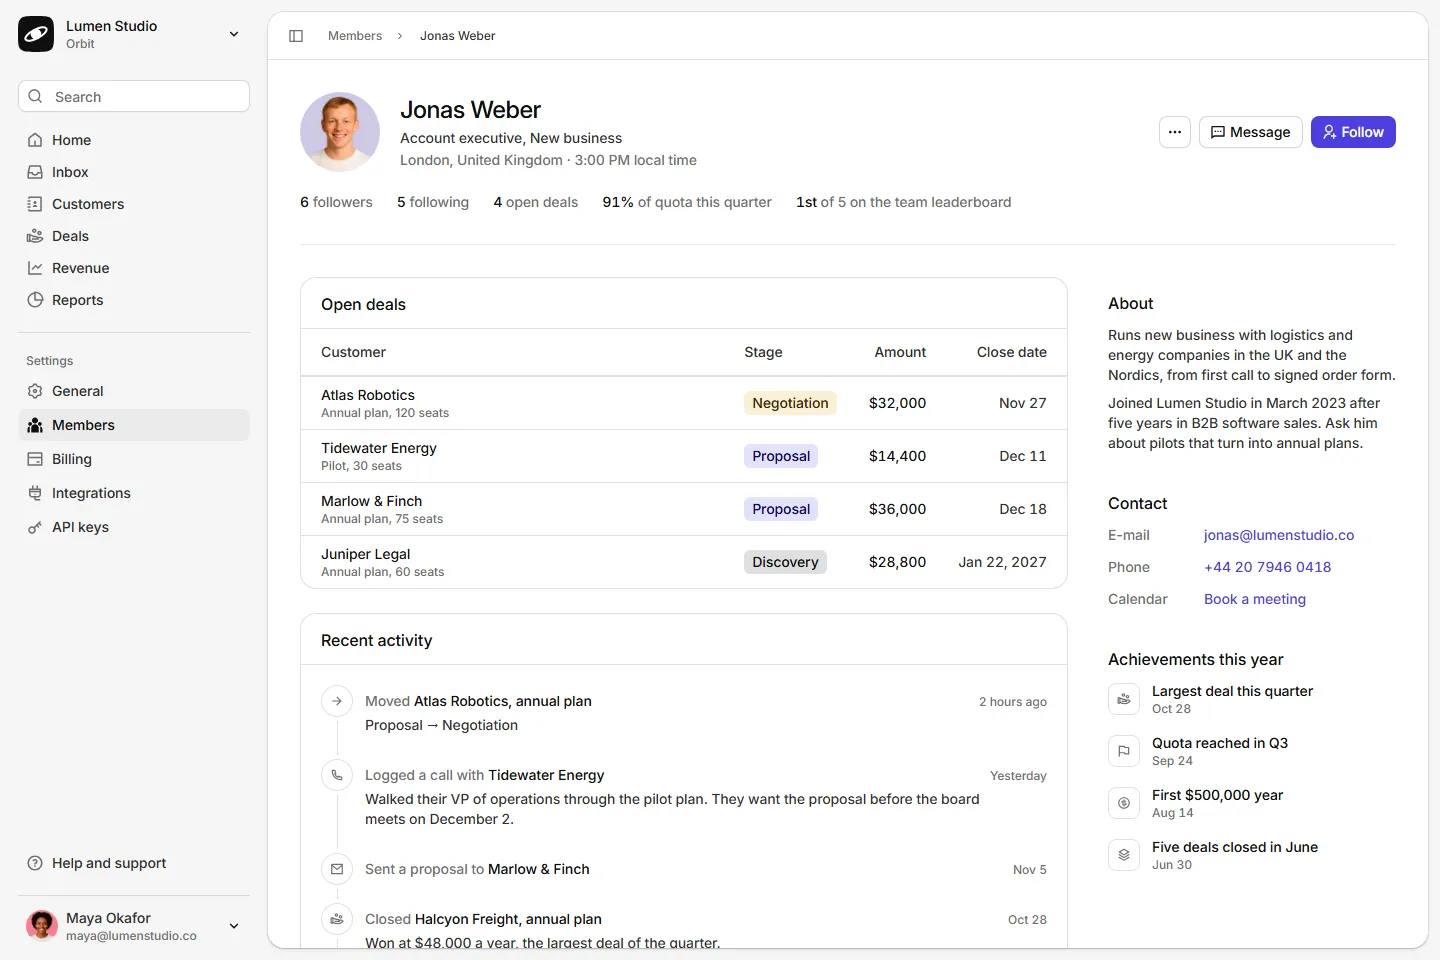 Lumen Studio
Orbit
Search
Home
Inbox
Customers
Deals
Revenue
Reports
Settings
General
Members
Billing
Integrations
API keys
Help and support
Maya Okafor
maya@lumenstudio.co
Members › Jonas Weber
Jonas Weber
Account executive, New business
London, United Kingdom · 3:00 PM local time
Message
Follow
6 followers 5 following 4 open deals 91% of quota this quarter 1st of 5 on the team leaderboard
Open deals
Customer Stage Amount Close date
Atlas Robotics
Annual plan, 120 seats
Negotiation $32,000 Nov 27
Tidewater Energy
Pilot, 30 seats
Proposal $14,400 Dec 11
Marlow & Finch
Annual plan, 75 seats
Proposal $36,000 Dec 18
Juniper Legal
Annual plan, 60 seats
Discovery $28,800 Jan 22, 2027
Recent activity
Moved Atlas Robotics, annual plan 2 hours ago
Proposal → Negotiation
Logged a call with Tidewater Energy Yesterday
Walked their VP of operations through the pilot plan. They want the proposal before the board
meets on December 2.
Sent a proposal to Marlow & Finch Nov 5
Closed Halcyon Freight, annual plan Oct 28
Won at $48,000 a year, the largest deal of the quarter.
About
Runs new business with logistics and
energy companies in the UK and the
Nordics, from first call to signed order form.
Joined Lumen Studio in March 2023 after
five years in B2B software sales. Ask him
about pilots that turn into annual plans.
Contact
E-mail jonas@lumenstudio.co
Phone +44 20 7946 0418
Calendar Book a meeting
Achievements this year
Largest deal this quarter
Oct 28
Quota reached in Q3
Sep 24
First $500,000 year
Aug 14
Five deals closed in June
Jun 30